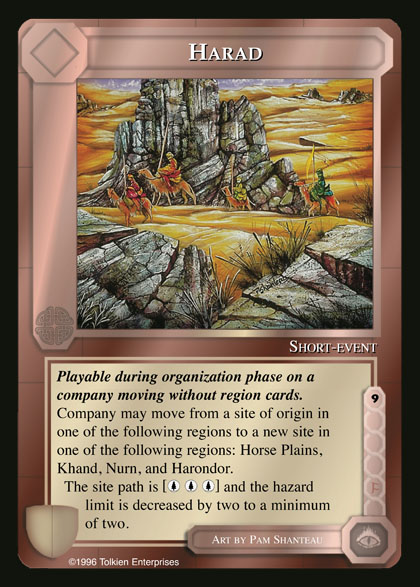 Harad
Short-event
Playable during organization phase on a
company moving without region cards.
Company may move from a site of origin in
one of the following regions to a new site in
one of the following regions: Horse Plains,
Khand, Nurn, and Harondor.
The site path is [ ] and the hazard
limit is decreased by two to a minimum
of two.
9
Art by Pam Shanteau
©1996 Tolkien Enterprises